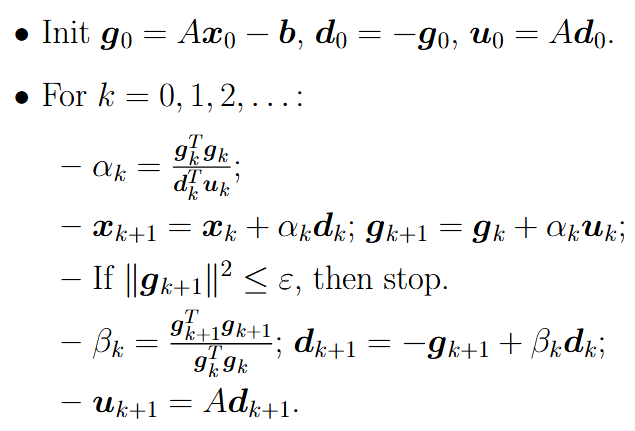 • Init $\boldsymbol{g}_0 = A\boldsymbol{x}_0 - \boldsymbol{b}$, $\boldsymbol{d}_0 = -\boldsymbol{g}_0$, $\boldsymbol{u}_0 = A\boldsymbol{d}_0$.
• For $k = 0, 1, 2, \ldots$:
– $\alpha_k = \frac{\boldsymbol{g}_k^T \boldsymbol{g}_k}{\boldsymbol{d}_k^T \boldsymbol{u}_k}$;
– $\boldsymbol{x}_{k+1} = \boldsymbol{x}_k + \alpha_k \boldsymbol{d}_k$; $\boldsymbol{g}_{k+1} = \boldsymbol{g}_k + \alpha_k \boldsymbol{u}_k$;
– If $\|\boldsymbol{g}_{k+1}\|^2 \leq \varepsilon$, then stop.
– $\beta_k = \frac{\boldsymbol{g}_{k+1}^T \boldsymbol{g}_{k+1}}{\boldsymbol{g}_k^T \boldsymbol{g}_k}$; $\boldsymbol{d}_{k+1} = -\boldsymbol{g}_{k+1} + \beta_k \boldsymbol{d}_k$;
– $\boldsymbol{u}_{k+1} = A\boldsymbol{d}_{k+1}$.